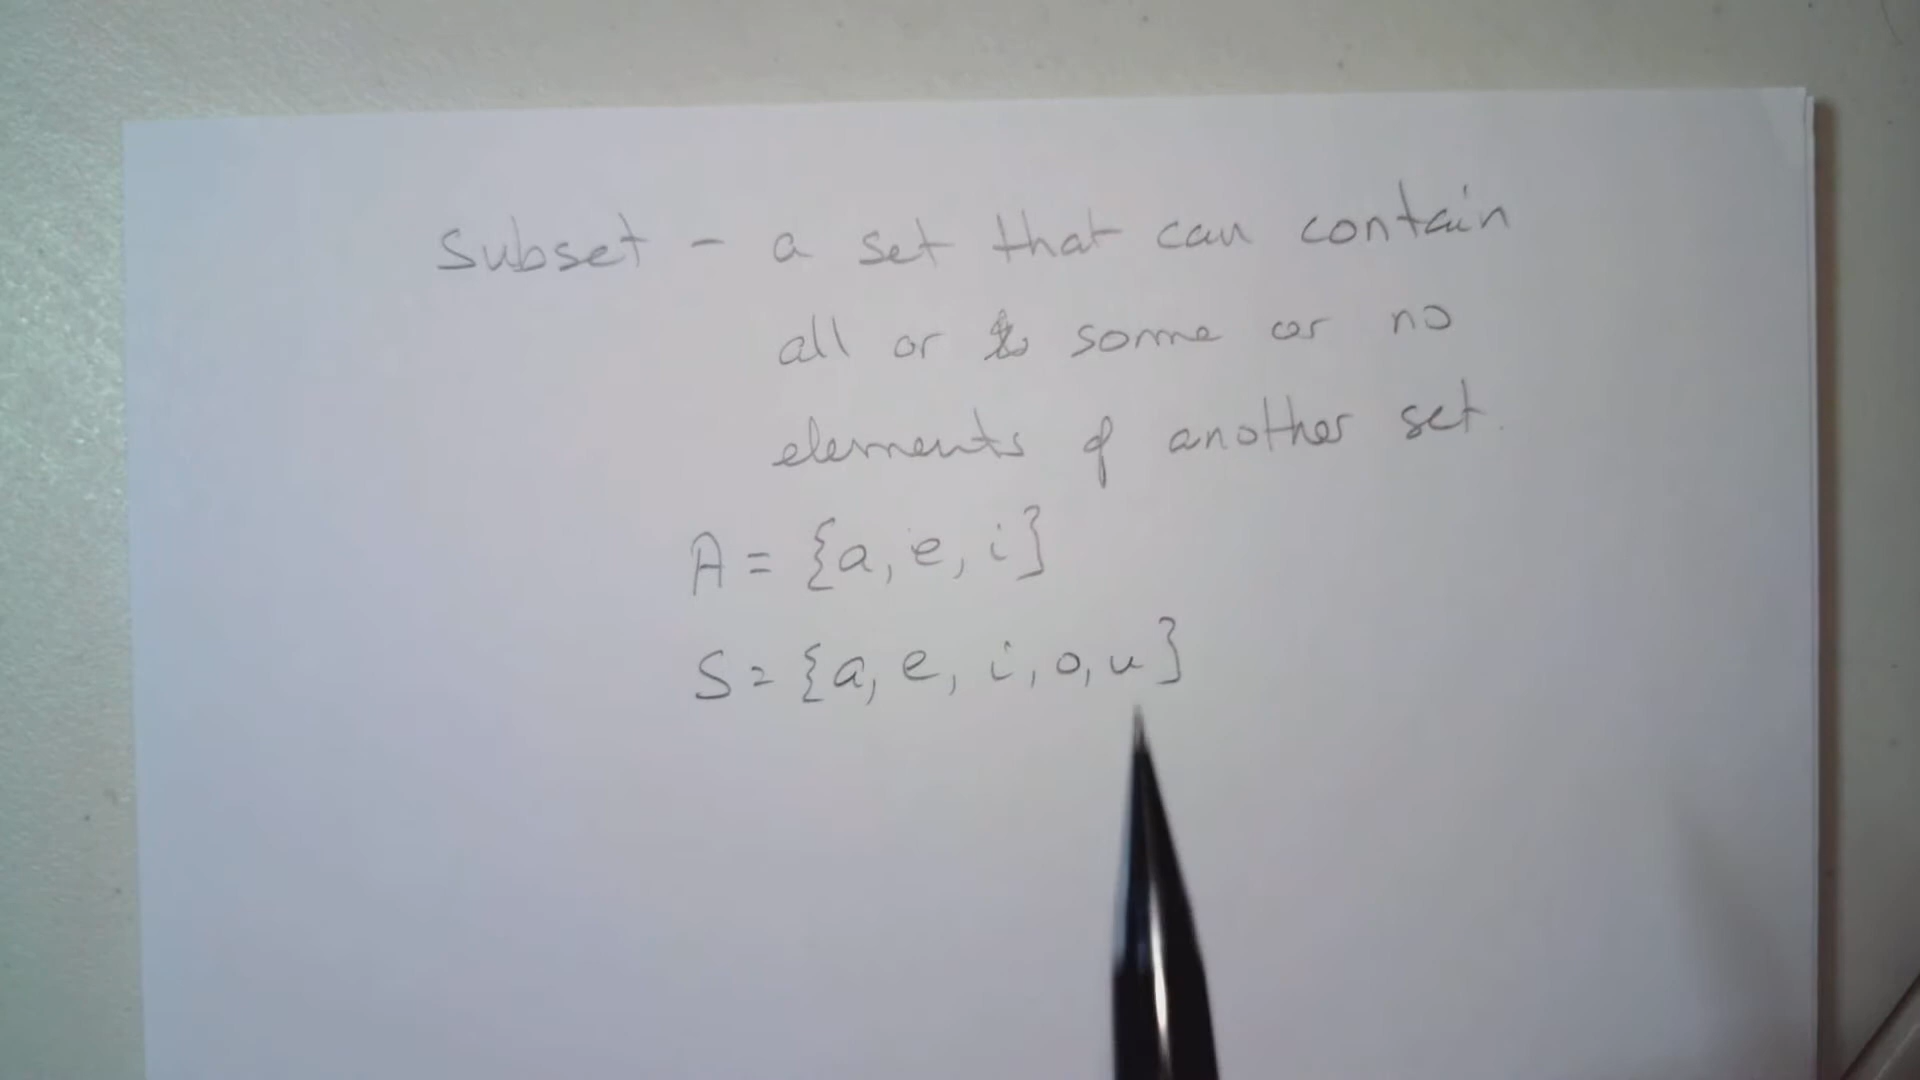 Subset - a set that can contain
all or some or no
elements of another set.
A = {a, e, i}
S = {a, e, i, o, u}